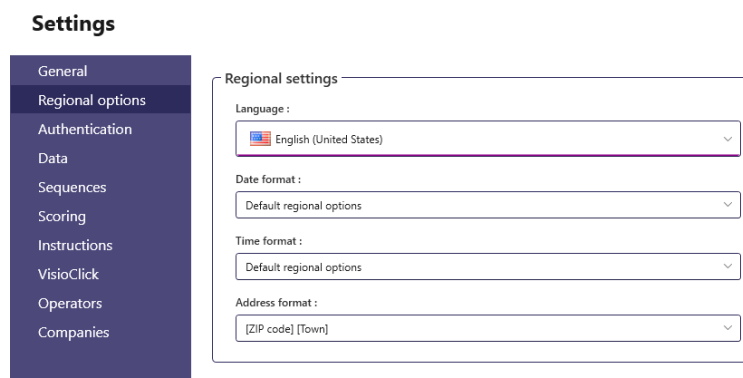 Settings
General
Regional options
Authentication
Data
Sequences
Scoring
Instructions
VisioClick
Operators
Companies
Regional settings
Language :
English (United States)
Date format :
Default regional options
Time format :
Default regional options
Address format :
[ZIP code] [Town]